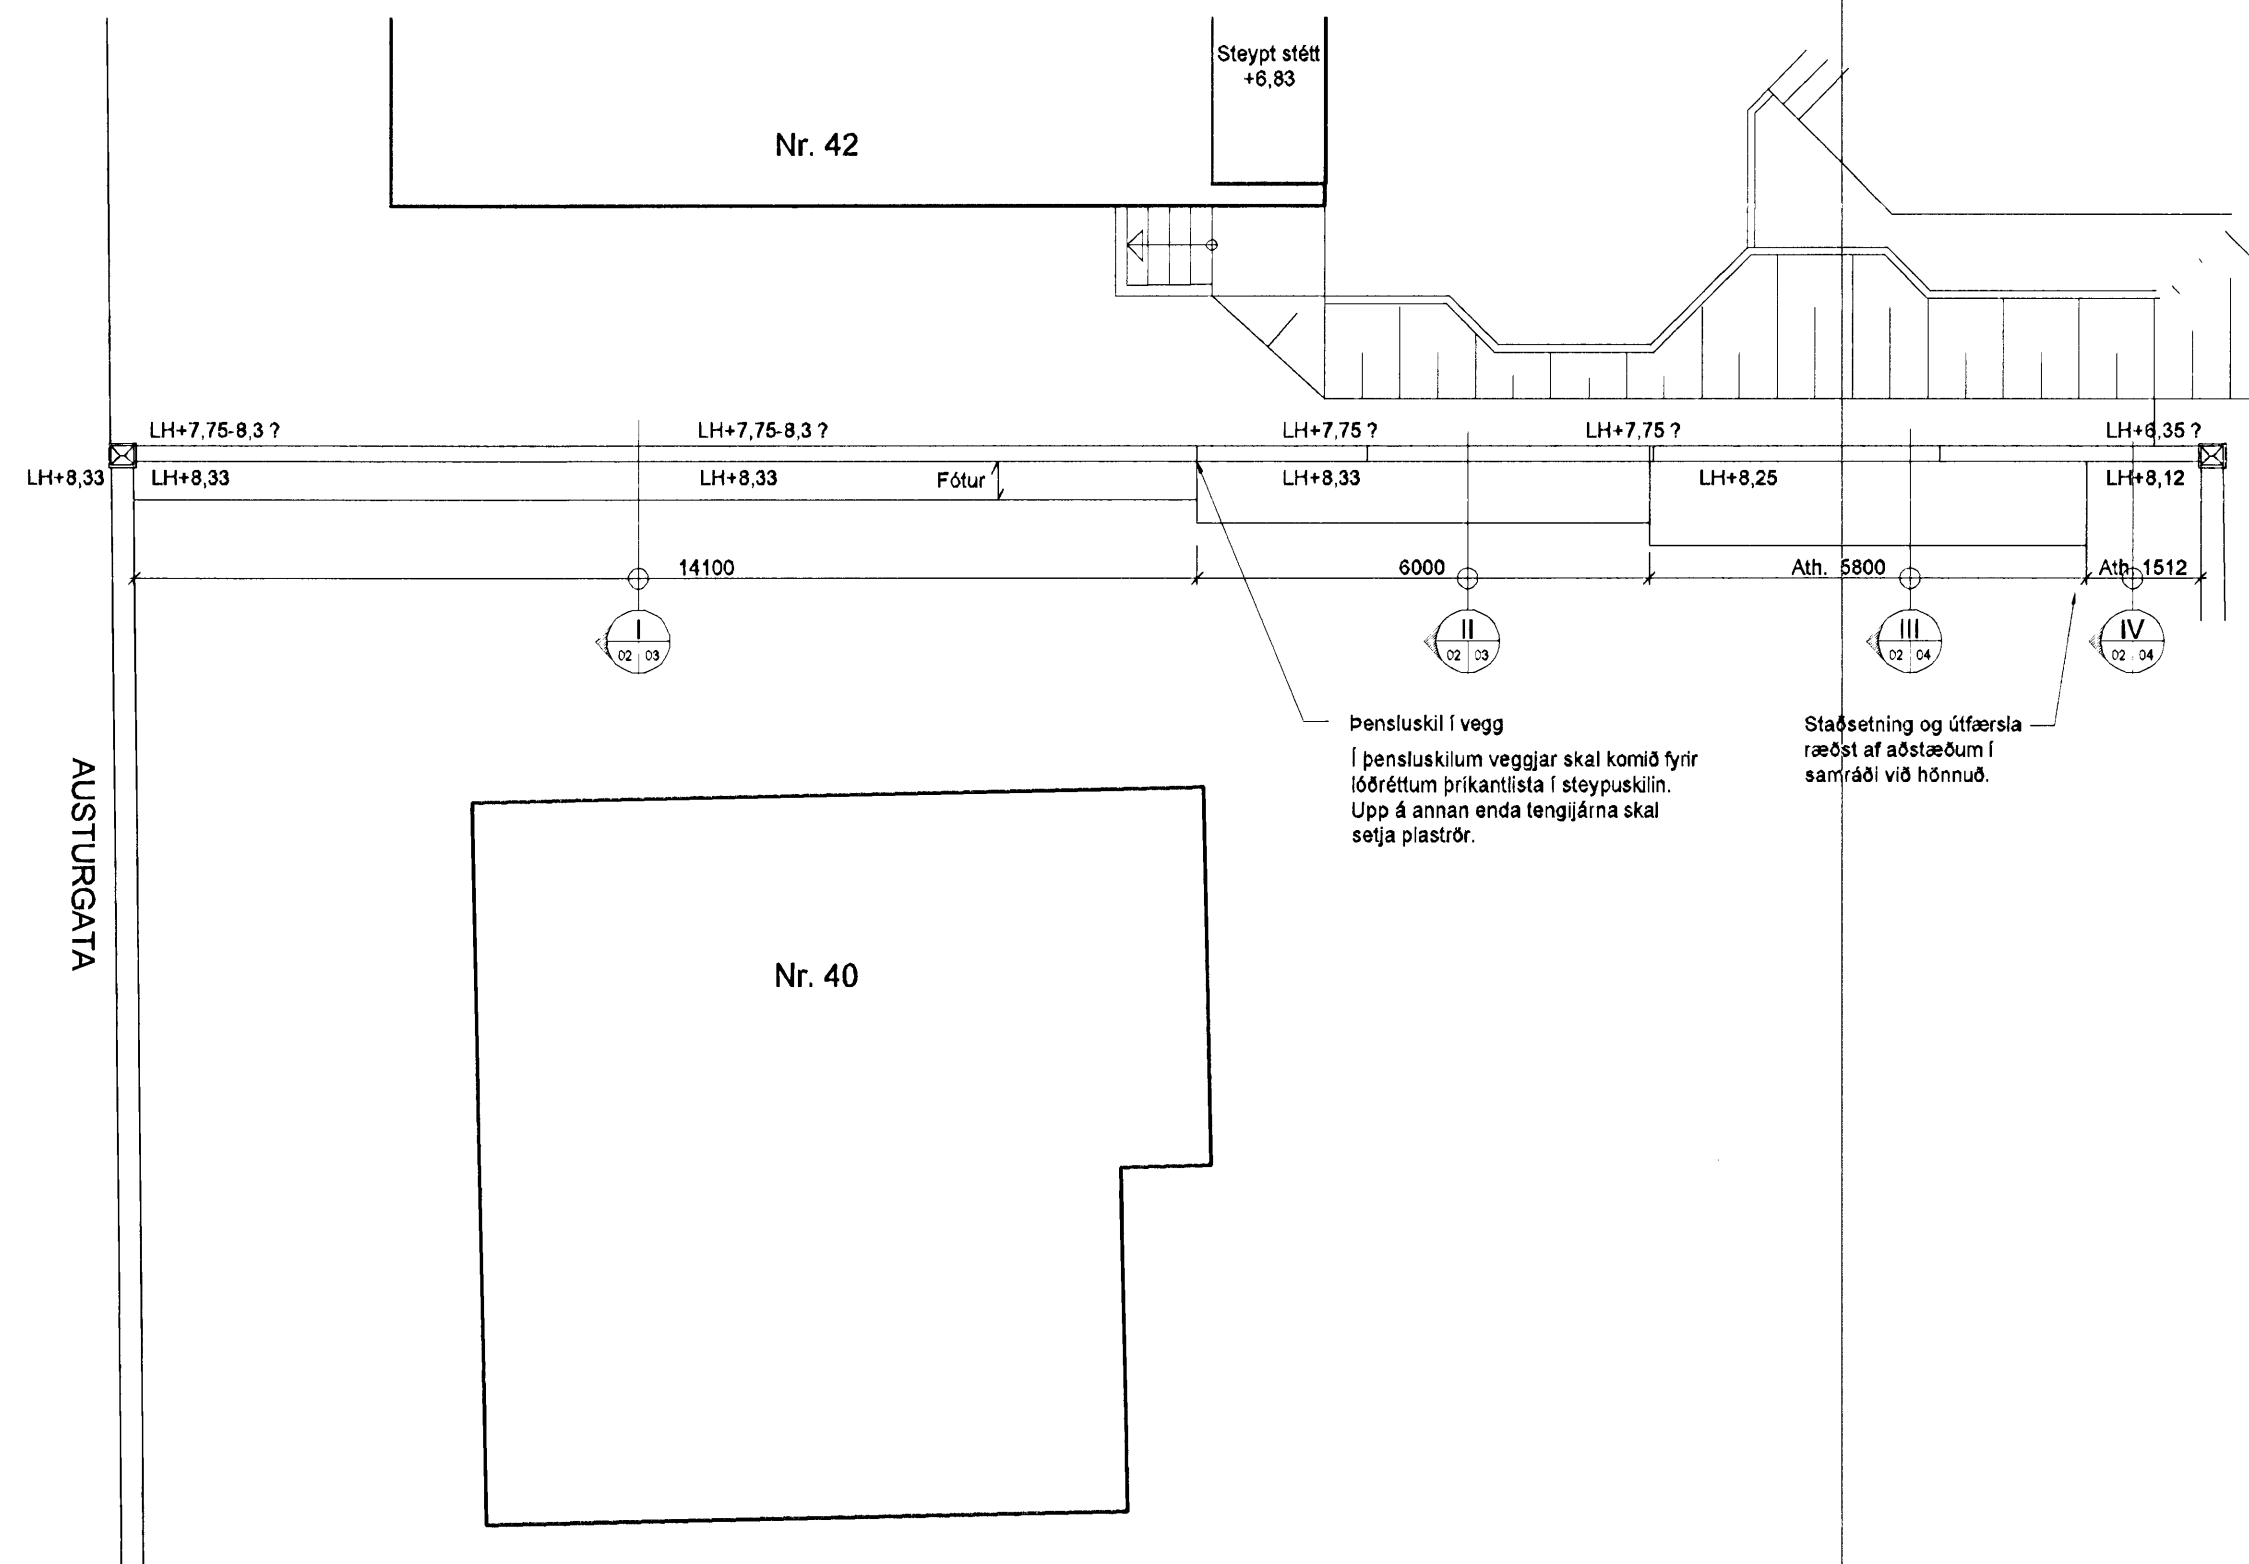 Steypt stétt
+6,83
Nr. 42
LH+7,75-8,3 ?
LH+7,75-8,3 ?
LH+7,75 ?
LH+7,75 ?
LH+6,35 ?
LH+8,33
LH+8,33
LH+8,33
Fótur
LH+8,33
LH+8,25
LH+8,12
14100
6000
Ath. 5800
Ath. 1512
I
02 03
II
02 03
III
02 04
IV
02 04
Þensluskil í vegg
Í þensluskilum veggjar skal komið fyrir
lóðréttum þríkantlista í steypuskilin.
Upp á annan enda tengijárna skal
setja plaströr.
Staðsetning og útfærsla
ræðst af aðstæðum í
samráði við hönnuð.
AUSTURGATA
Nr. 40